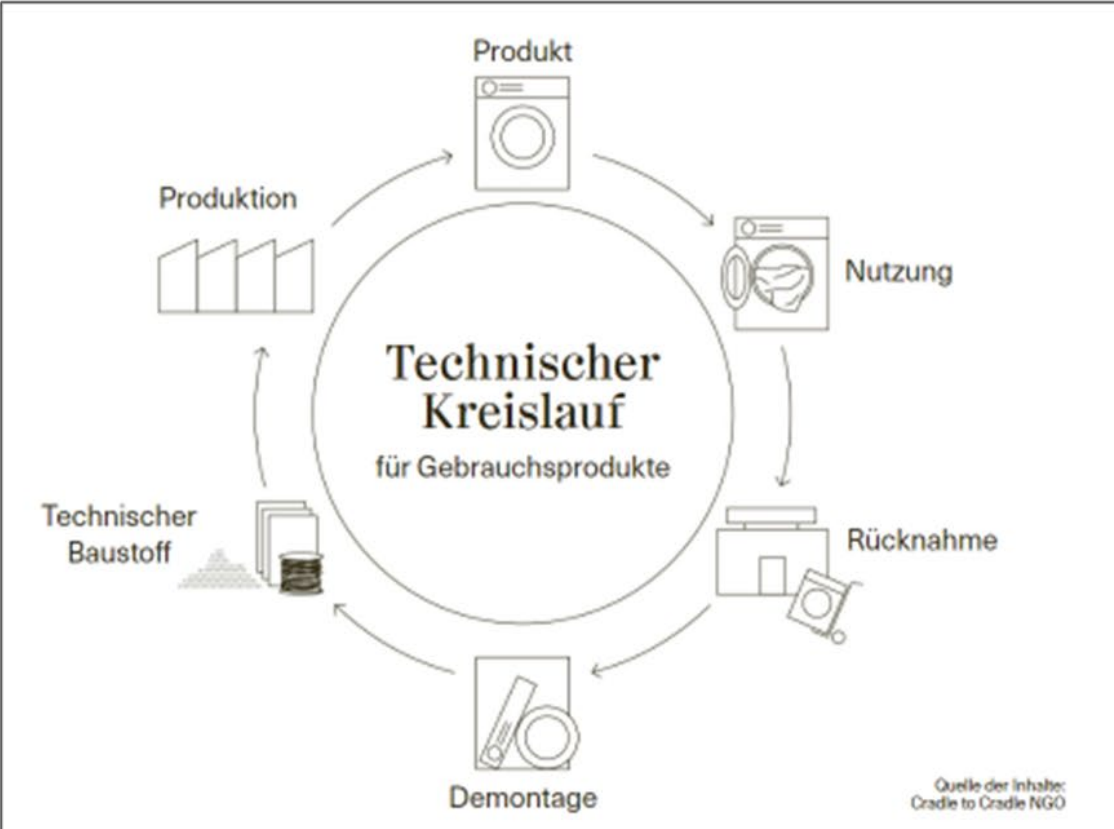 Produkt
Produktion
Nutzung
Technischer
Kreislauf
für Gebrauchsprodukte
Technischer
Baustoff
Rücknahme
Demontage
Quelle der Inhalte:
Cradle to Cradle NGO